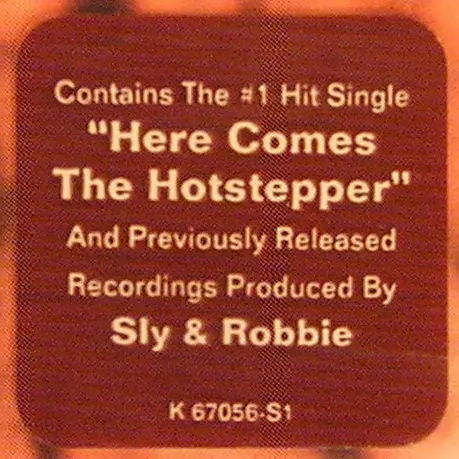 Contains The #1 Hit Single
"Here Comes
The Hotstepper"
And Previously Released
Recordings Produced By
Sly & Robbie
K 67056-S1